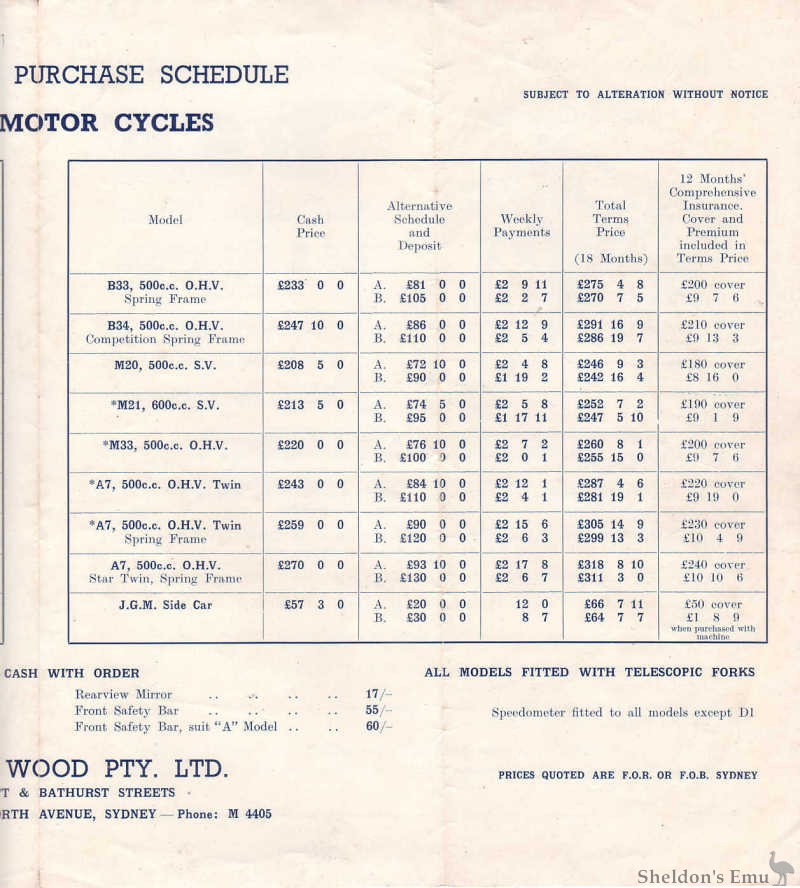 PURCHASE SCHEDULE
SUBJECT TO ALTERATION WITHOUT NOTICE
MOTOR CYCLES
Model
Cash
Price
Alternative
Schedule
and
Deposit
Weekly
Payments
Total
Terms
Price
(18 Months)
12 Months'
Comprehensive
Insurance.
Cover and
Premium
included in
Terms Price
B33, 500c.c. O.H.V. £233 0 0 A. £81 0 0 £2 9 11 £275 4 8 £200 cover
Spring Frame B. £105 0 0 £2 2 7 £270 7 5 £9 7 6
B34, 500c.c. O.H.V. £247 10 0 A. £86 0 0 £2 12 9 £291 16 9 £210 cover
Competition Spring Frame B. £110 0 0 £2 5 4 £286 19 7 £9 13 3
M20, 500c.c. S.V. £208 5 0 A. £72 10 0 £2 4 8 £246 9 3 £180 cover
B. £90 0 0 £1 19 2 £242 16 4 £8 16 0
*M21, 600c.c. S.V. £213 5 0 A. £74 5 0 £2 5 8 £252 7 2 £190 cover
B. £95 0 0 £1 17 11 £247 5 10 £9 1 9
*M33, 500c.c. O.H.V. £220 0 0 A. £76 10 0 £2 7 2 £260 8 1 £200 cover
B. £100 0 0 £2 0 1 £255 15 0 £9 7 6
*A7, 500c.c. O.H.V. Twin £243 0 0 A. £84 10 0 £2 12 1 £287 4 6 £220 cover
B. £110 0 0 £2 4 1 £281 19 1 £9 19 0
*A7, 500c.c. O.H.V. Twin £259 0 0 A. £90 0 0 £2 15 6 £305 14 9 £230 cover
Spring Frame B. £120 0 0 £2 6 3 £299 13 3 £10 4 9
A7, 500c.c. O.H.V. £270 0 0 A. £93 10 0 £2 17 8 £318 8 10 £240 cover
Star Twin, Spring Frame B. £130 0 0 £2 6 7 £311 3 0 £10 10 6
J.G.M. Side Car £57 3 0 A. £20 0 0 12 0 £66 7 11 £50 cover
B. £30 0 0 8 7 £64 7 7 £1 8 9
when purchased with
machine
CASH WITH ORDER
Rearview Mirror .. .. .. .. 17/–
Front Safety Bar .. .. .. .. 55/–
Front Safety Bar, suit "A" Model .. .. 60/–
ALL MODELS FITTED WITH TELESCOPIC FORKS
Speedometer fitted to all models except D1
WOOD PTY. LTD.
T & BATHURST STREETS
RTH AVENUE, SYDNEY — Phone: M 4405
PRICES QUOTED ARE F.O.R. OR F.O.B. SYDNEY
Sheldon's Emu